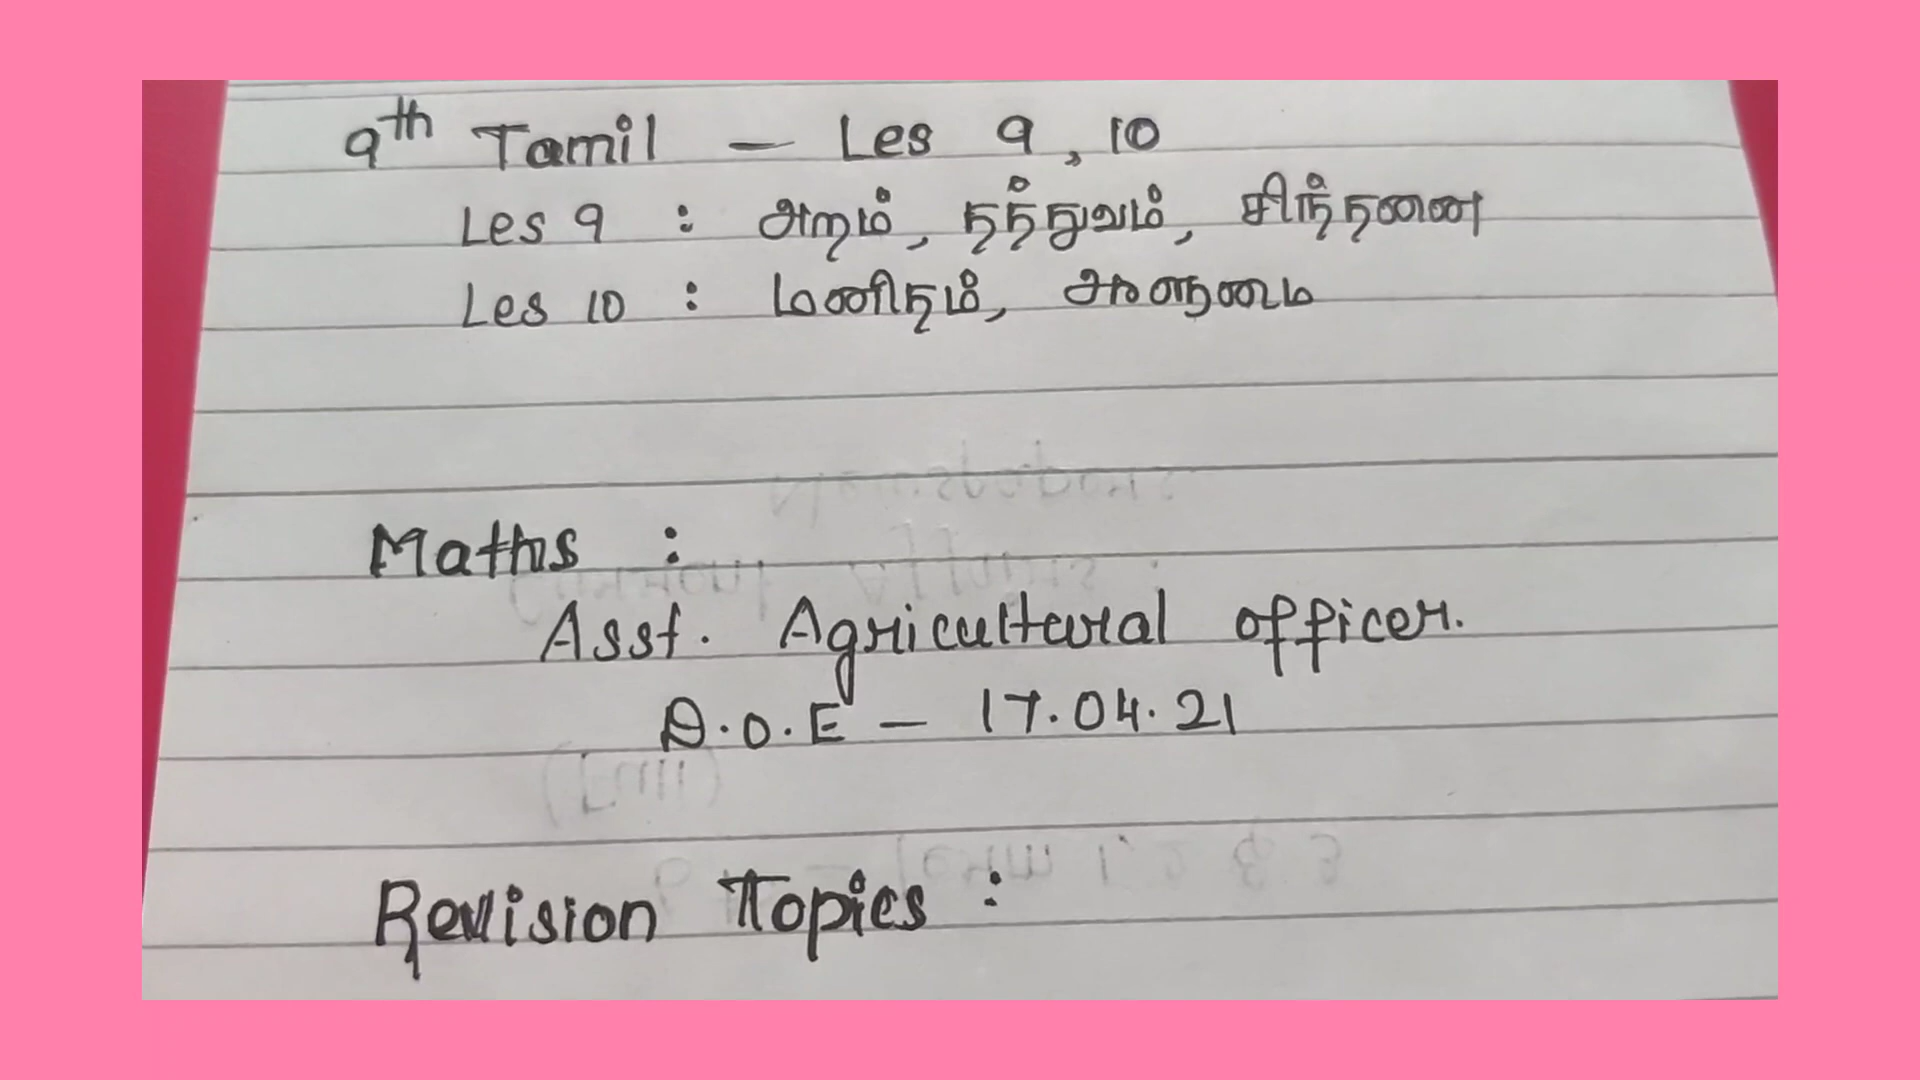 9th Tamil - Les 9, 10
Les 9 : அறம், தத்துவம், சிந்தனை
Les 10 : மனிதம், ஆளுமை
Maths :
Asst. Agricultural officer.
D.O.E - 17.04.21
Revision Topics :